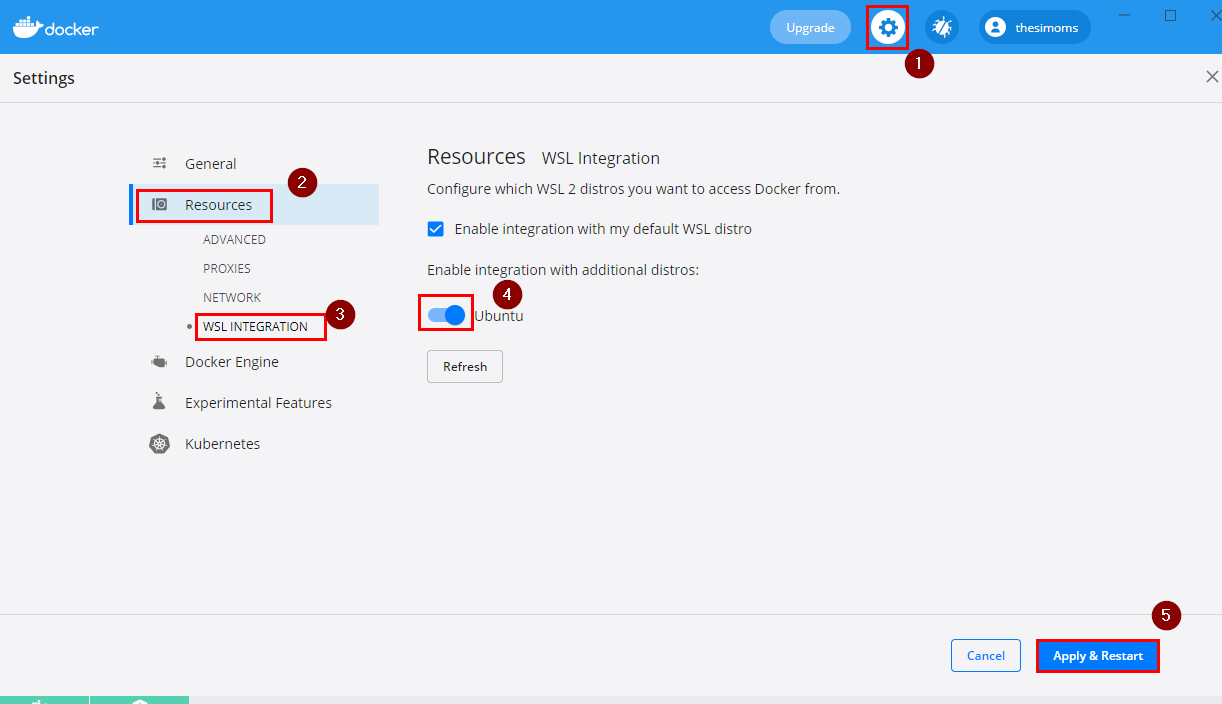 docker
Upgrade
thesimoms
1
Settings
General
2
Resources
ADVANCED
PROXIES
NETWORK
WSL INTEGRATION
3
Docker Engine
Experimental Features
Kubernetes
Resources WSL Integration
Configure which WSL 2 distros you want to access Docker from.
Enable integration with my default WSL distro
Enable integration with additional distros:
4
Ubuntu
Refresh
5
Cancel
Apply & Restart